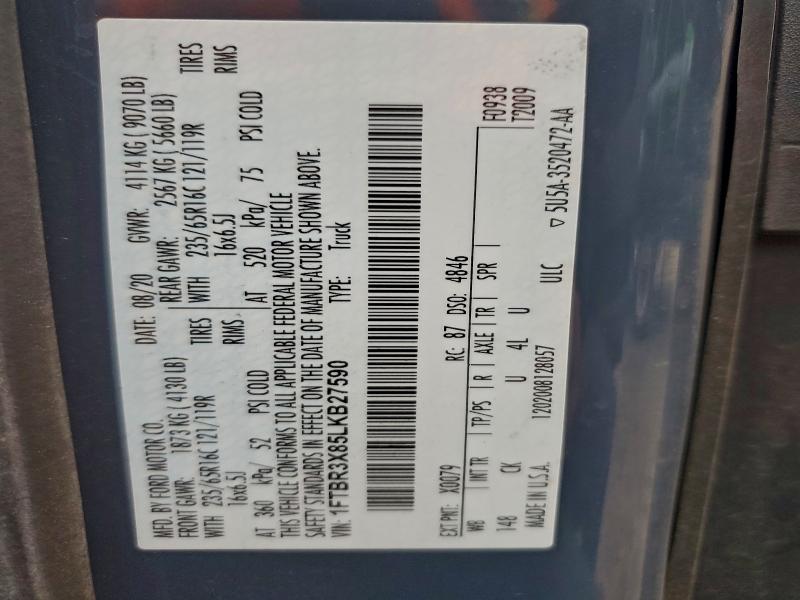 MFD. BY FORD MOTOR CO. DATE: 08/20 GVWR: 4114 KG ( 9070 LB)
FRONT GAWR: 1873 KG ( 4130 LB) REAR GAWR: 2567 KG ( 5660 LB)
WITH 235/65R16C 121/119R TIRES WITH 235/65R16C 121/119R TIRES
16x6.5J RIMS 16x6.5J RIMS
AT 360 kPa/ 52 PSI COLD AT 520 kPa/ 75 PSI COLD
THIS VEHICLE CONFORMS TO ALL APPLICABLE FEDERAL MOTOR VEHICLE
SAFETY STANDARDS IN EFFECT ON THE DATE OF MANUFACTURE SHOWN ABOVE.
VIN: 1FTBR3X85LKB27590 TYPE: Truck
EXT PNT: X0079 RC: 87 DSO: 4846 F0938
WB INT TR TP/PS R AXLE TR SPR T2009
148 CK U 4L U
MADE IN U.S.A. 1202008128057 ULC ▽ 5U5A-3520472-AA